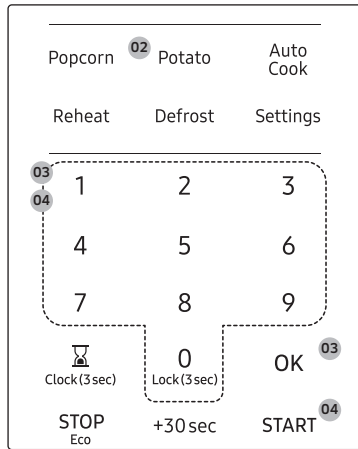 Popcorn 02 Potato Auto Cook
Reheat Defrost Settings
03 1 2 3
04
4 5 6
7 8 9
0 OK 03
Clock(3 sec) Lock(3 sec)
STOP +30 sec START 04
Eco